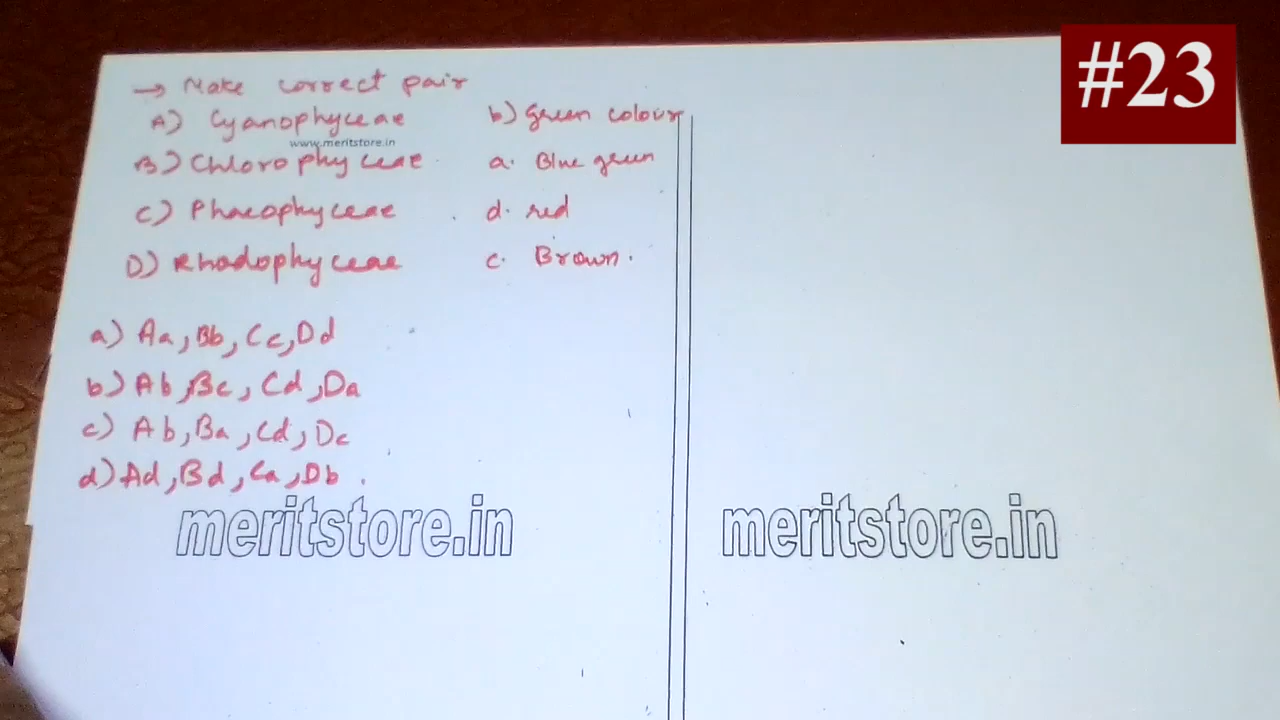 #23
→ Make correct pair
A) Cyanophyceae b) Green colour
www.meritstore.in
B) Chlorophyceae a. Blue green
C) Phaeophyceae d. red
D) Rhadophyceae c. Brown.
a) Aa, Bb, Cc, Dd
b) Ab, Bc, Cd, Da
c) Ab, Ba, Cd, Dc
d) Ad, Bd, Ca, Db.
meritstore.in meritstore.in